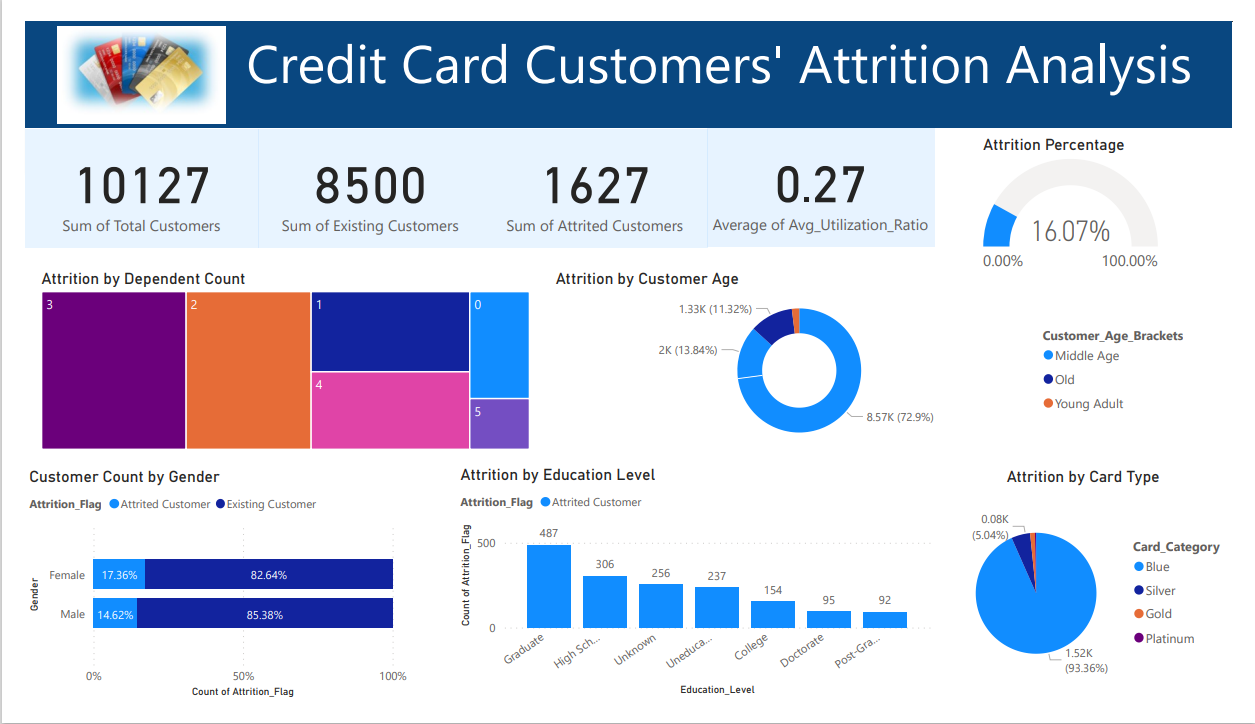 Credit Card Customers' Attrition Analysis
10127
Sum of Total Customers
8500
Sum of Existing Customers
1627
Sum of Attrited Customers
0.27
Average of Avg_Utilization_Ratio
Attrition Percentage
16.07%
0.00%
100.00%
Attrition by Dependent Count
3
2
1
0
4
5
Attrition by Customer Age
1.33K (11.32%)
2K (13.84%)
8.57K (72.9%)
Customer_Age_Brackets
Middle Age
Old
Young Adult
Customer Count by Gender
Attrition_Flag Attrited Customer Existing Customer
Gender
Female 17.36% 82.64%
Male 14.62% 85.38%
0% 50% 100%
Count of Attrition_Flag
Attrition by Education Level
Attrition_Flag Attrited Customer
Count of Attrition_Flag
500
0
487
306
256
237
154
95
92
Graduate
High Sch...
Unknown
Uneduca...
College
Doctorate
Post-Gra...
Education_Level
Attrition by Card Type
0.08K
(5.04%)
1.52K
(93.36%)
Card_Category
Blue
Silver
Gold
Platinum